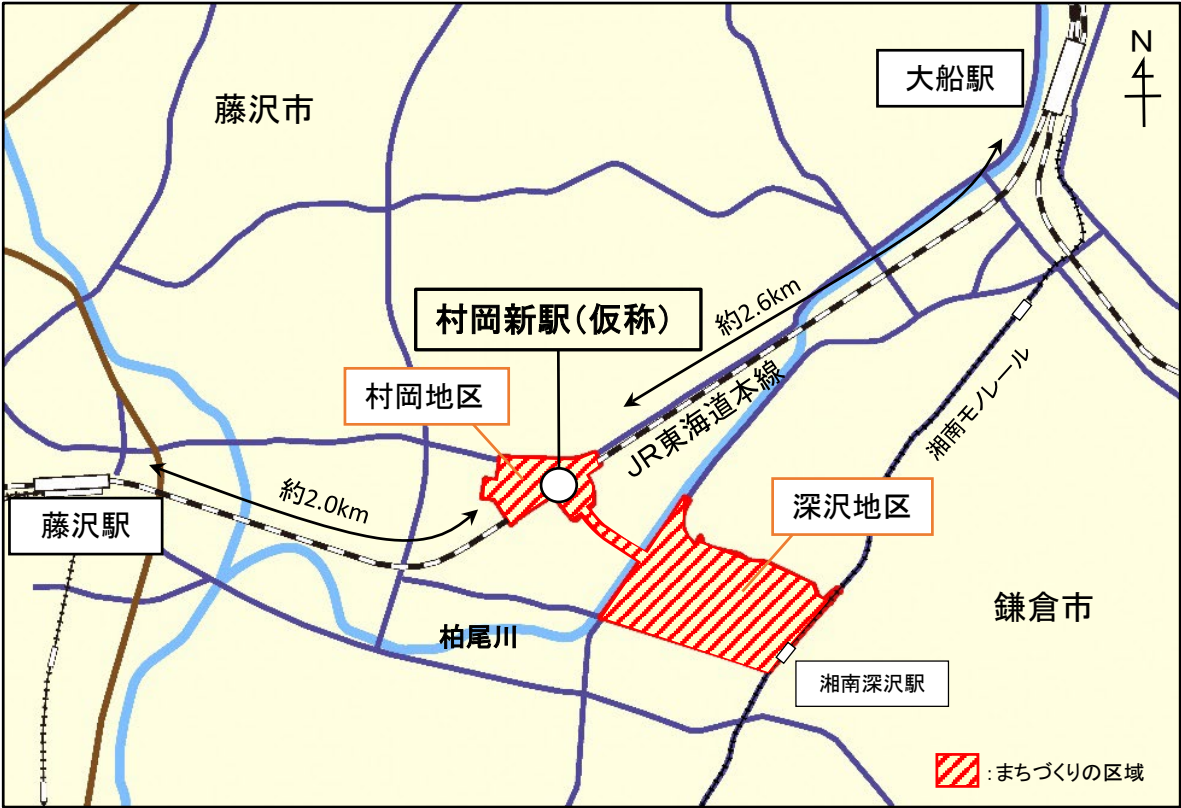 藤沢市
大船駅
N
村岡新駅（仮称）
約2.6km
村岡地区
JR東海道本線
湘南モノレール
約2.0km
藤沢駅
深沢地区
鎌倉市
柏尾川
湘南深沢駅
：まちづくりの区域